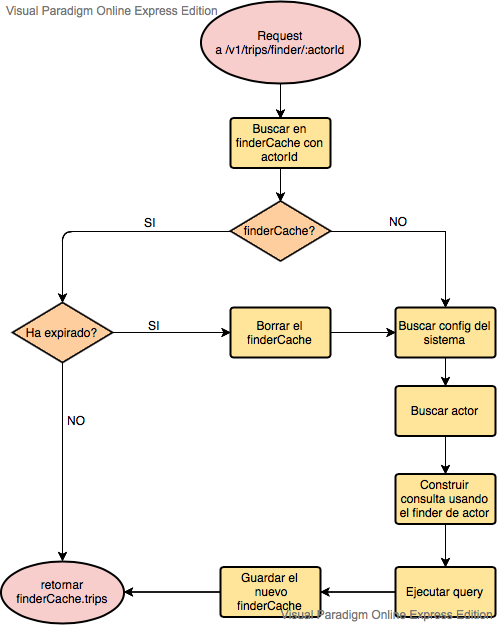 Visual Paradigm Online Express Edition
Request
a /v1/trips/finder/:actorId
Buscar en
finderCache con
actorId
finderCache?
SI
NO
Ha expirado?
SI
Borrar el
finderCache
Buscar config del
sistema
Buscar actor
NO
Construir
consulta usando
el finder de actor
retornar
finderCache.trips
Guardar el
nuevo
finderCache
Ejecutar query
Visual Paradigm Online Express Edition